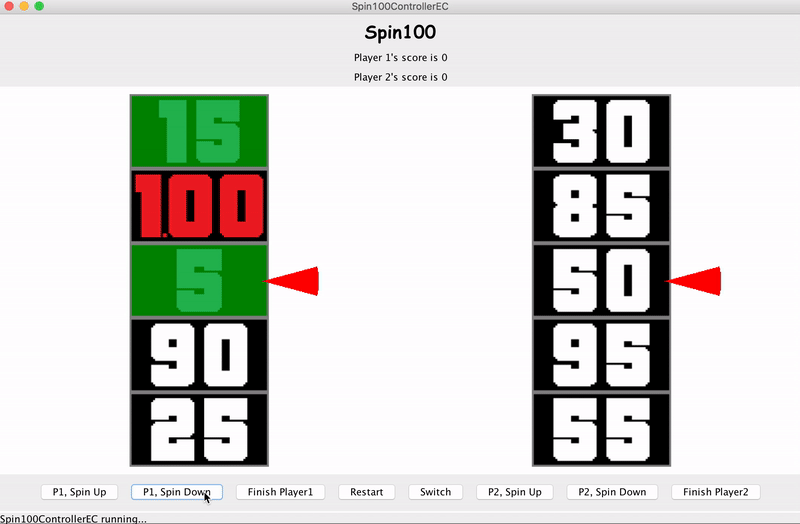 Spin100ControllerEC
Spin100
Player 1's score is 0
Player 2's score is 0
15
1.00
5
90
25
30
85
50
95
55
P1, Spin Up
P1, Spin Down
Finish Player1
Restart
Switch
P2, Spin Up
P2, Spin Down
Finish Player2
Spin100ControllerEC running...